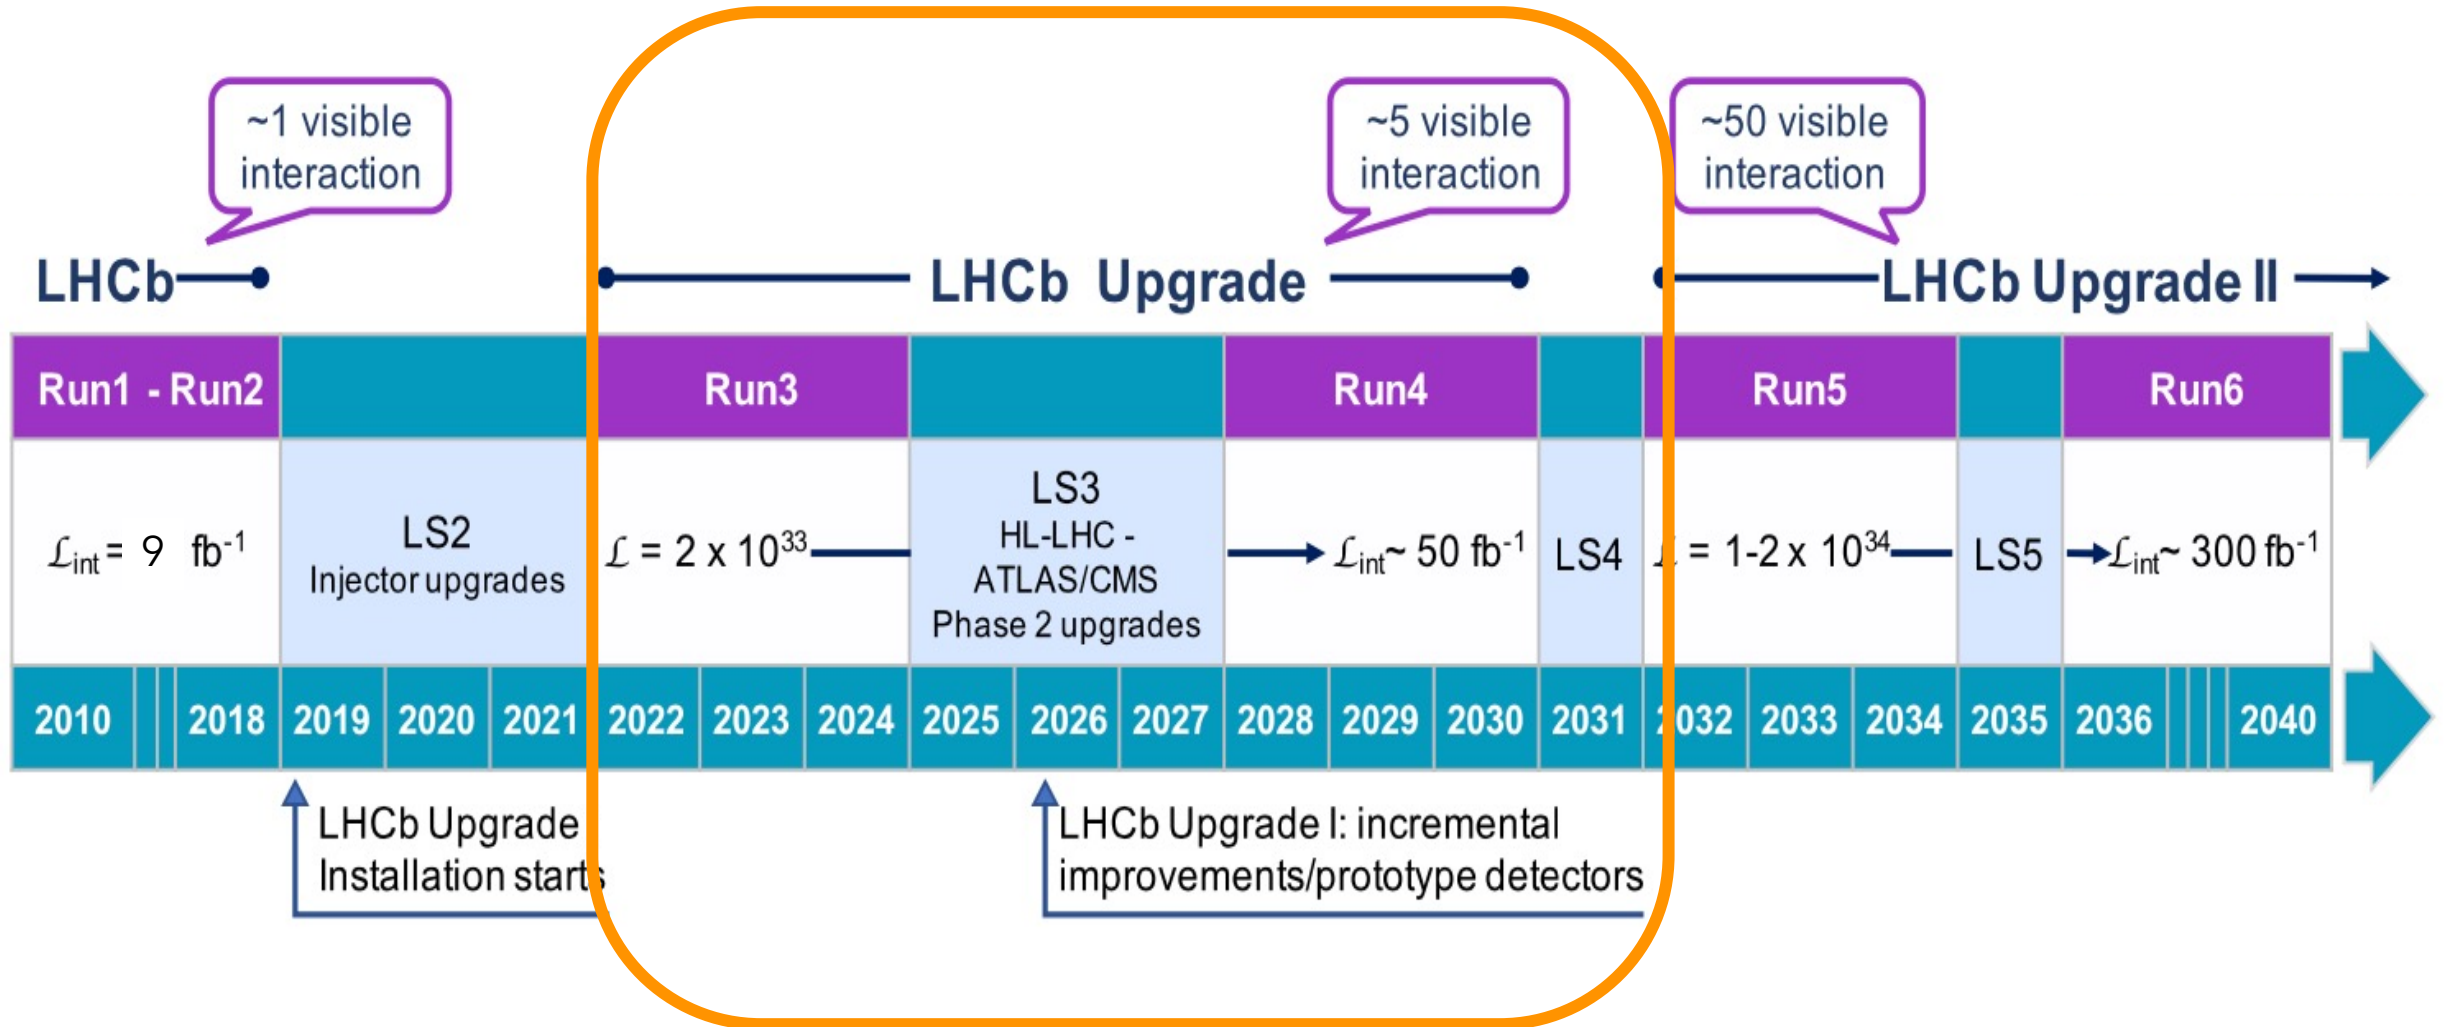 ~1 visible
interaction
~5 visible
interaction
~50 visible
interaction
LHCb
LHCb Upgrade
LHCb Upgrade II
Run1 - Run2
Run3
Run4
Run5
Run6
ℒint = 9 fb-1
LS2
Injector upgrades
ℒ = 2 x 10³³
LS3
HL-LHC -
ATLAS/CMS
Phase 2 upgrades
ℒint~ 50 fb-1
LS4
ℒ = 1-2 x 10³⁴
LS5
ℒint~ 300 fb-1
2010 2018 2019 2020 2021 2022 2023 2024 2025 2026 2027 2028 2029 2030 2031 2032 2033 2034 2035 2036 2040
LHCb Upgrade
Installation starts
LHCb Upgrade I: incremental
improvements/prototype detectors